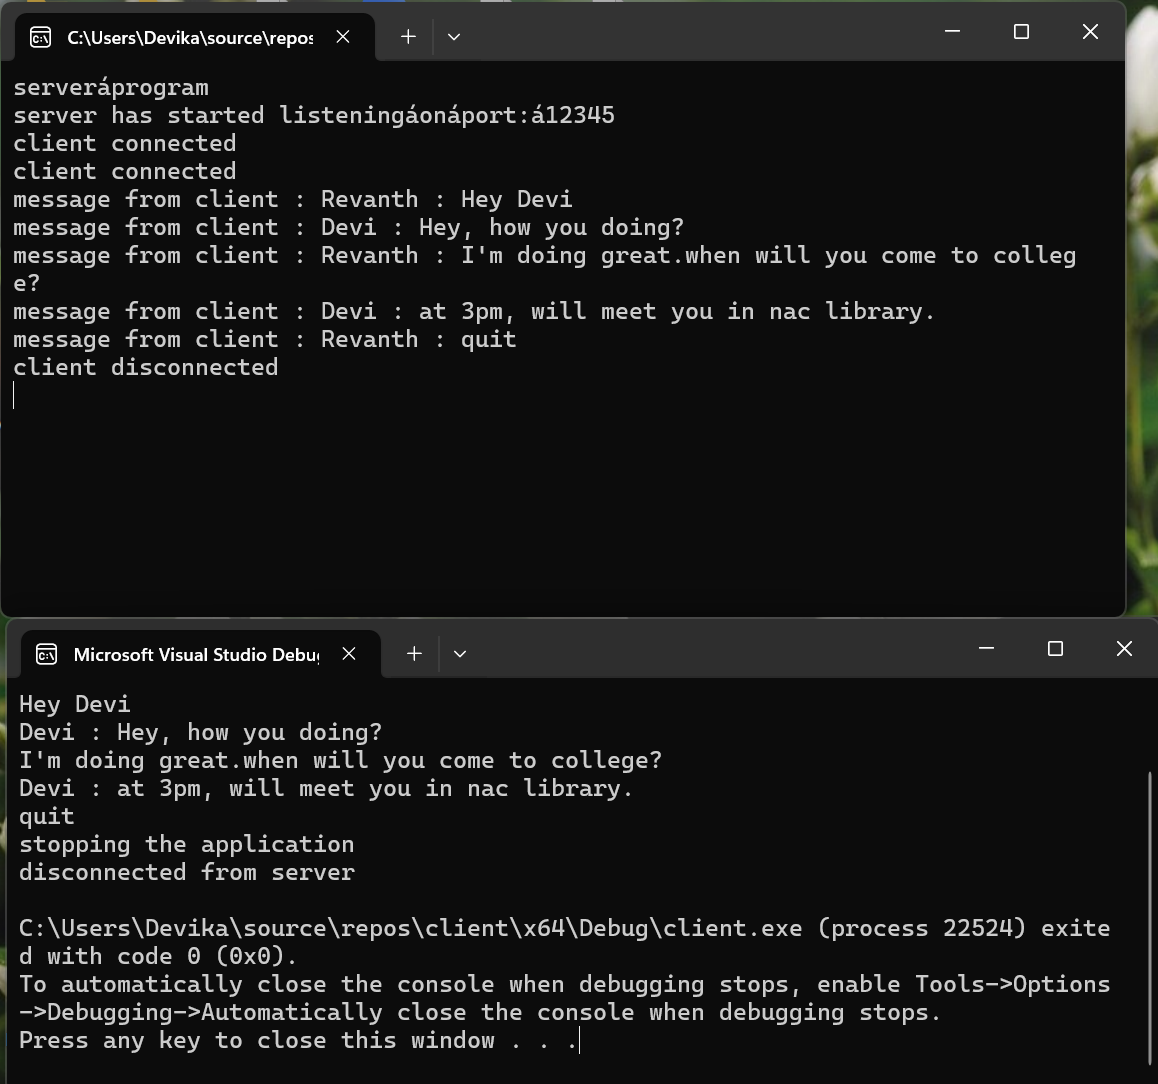 C:\Users\Devika\source\repos
serveráprogram
server has started listeningáonáport:á12345
client connected
client connected
message from client : Revanth : Hey Devi
message from client : Devi : Hey, how you doing?
message from client : Revanth : I'm doing great.when will you come to colleg
e?
message from client : Devi : at 3pm, will meet you in nac library.
message from client : Revanth : quit
client disconnected
Microsoft Visual Studio Debu
Hey Devi
Devi : Hey, how you doing?
I'm doing great.when will you come to college?
Devi : at 3pm, will meet you in nac library.
quit
stopping the application
disconnected from server
C:\Users\Devika\source\repos\client\x64\Debug\client.exe (process 22524) exite
d with code 0 (0x0).
To automatically close the console when debugging stops, enable Tools->Options
->Debugging->Automatically close the console when debugging stops.
Press any key to close this window . . .